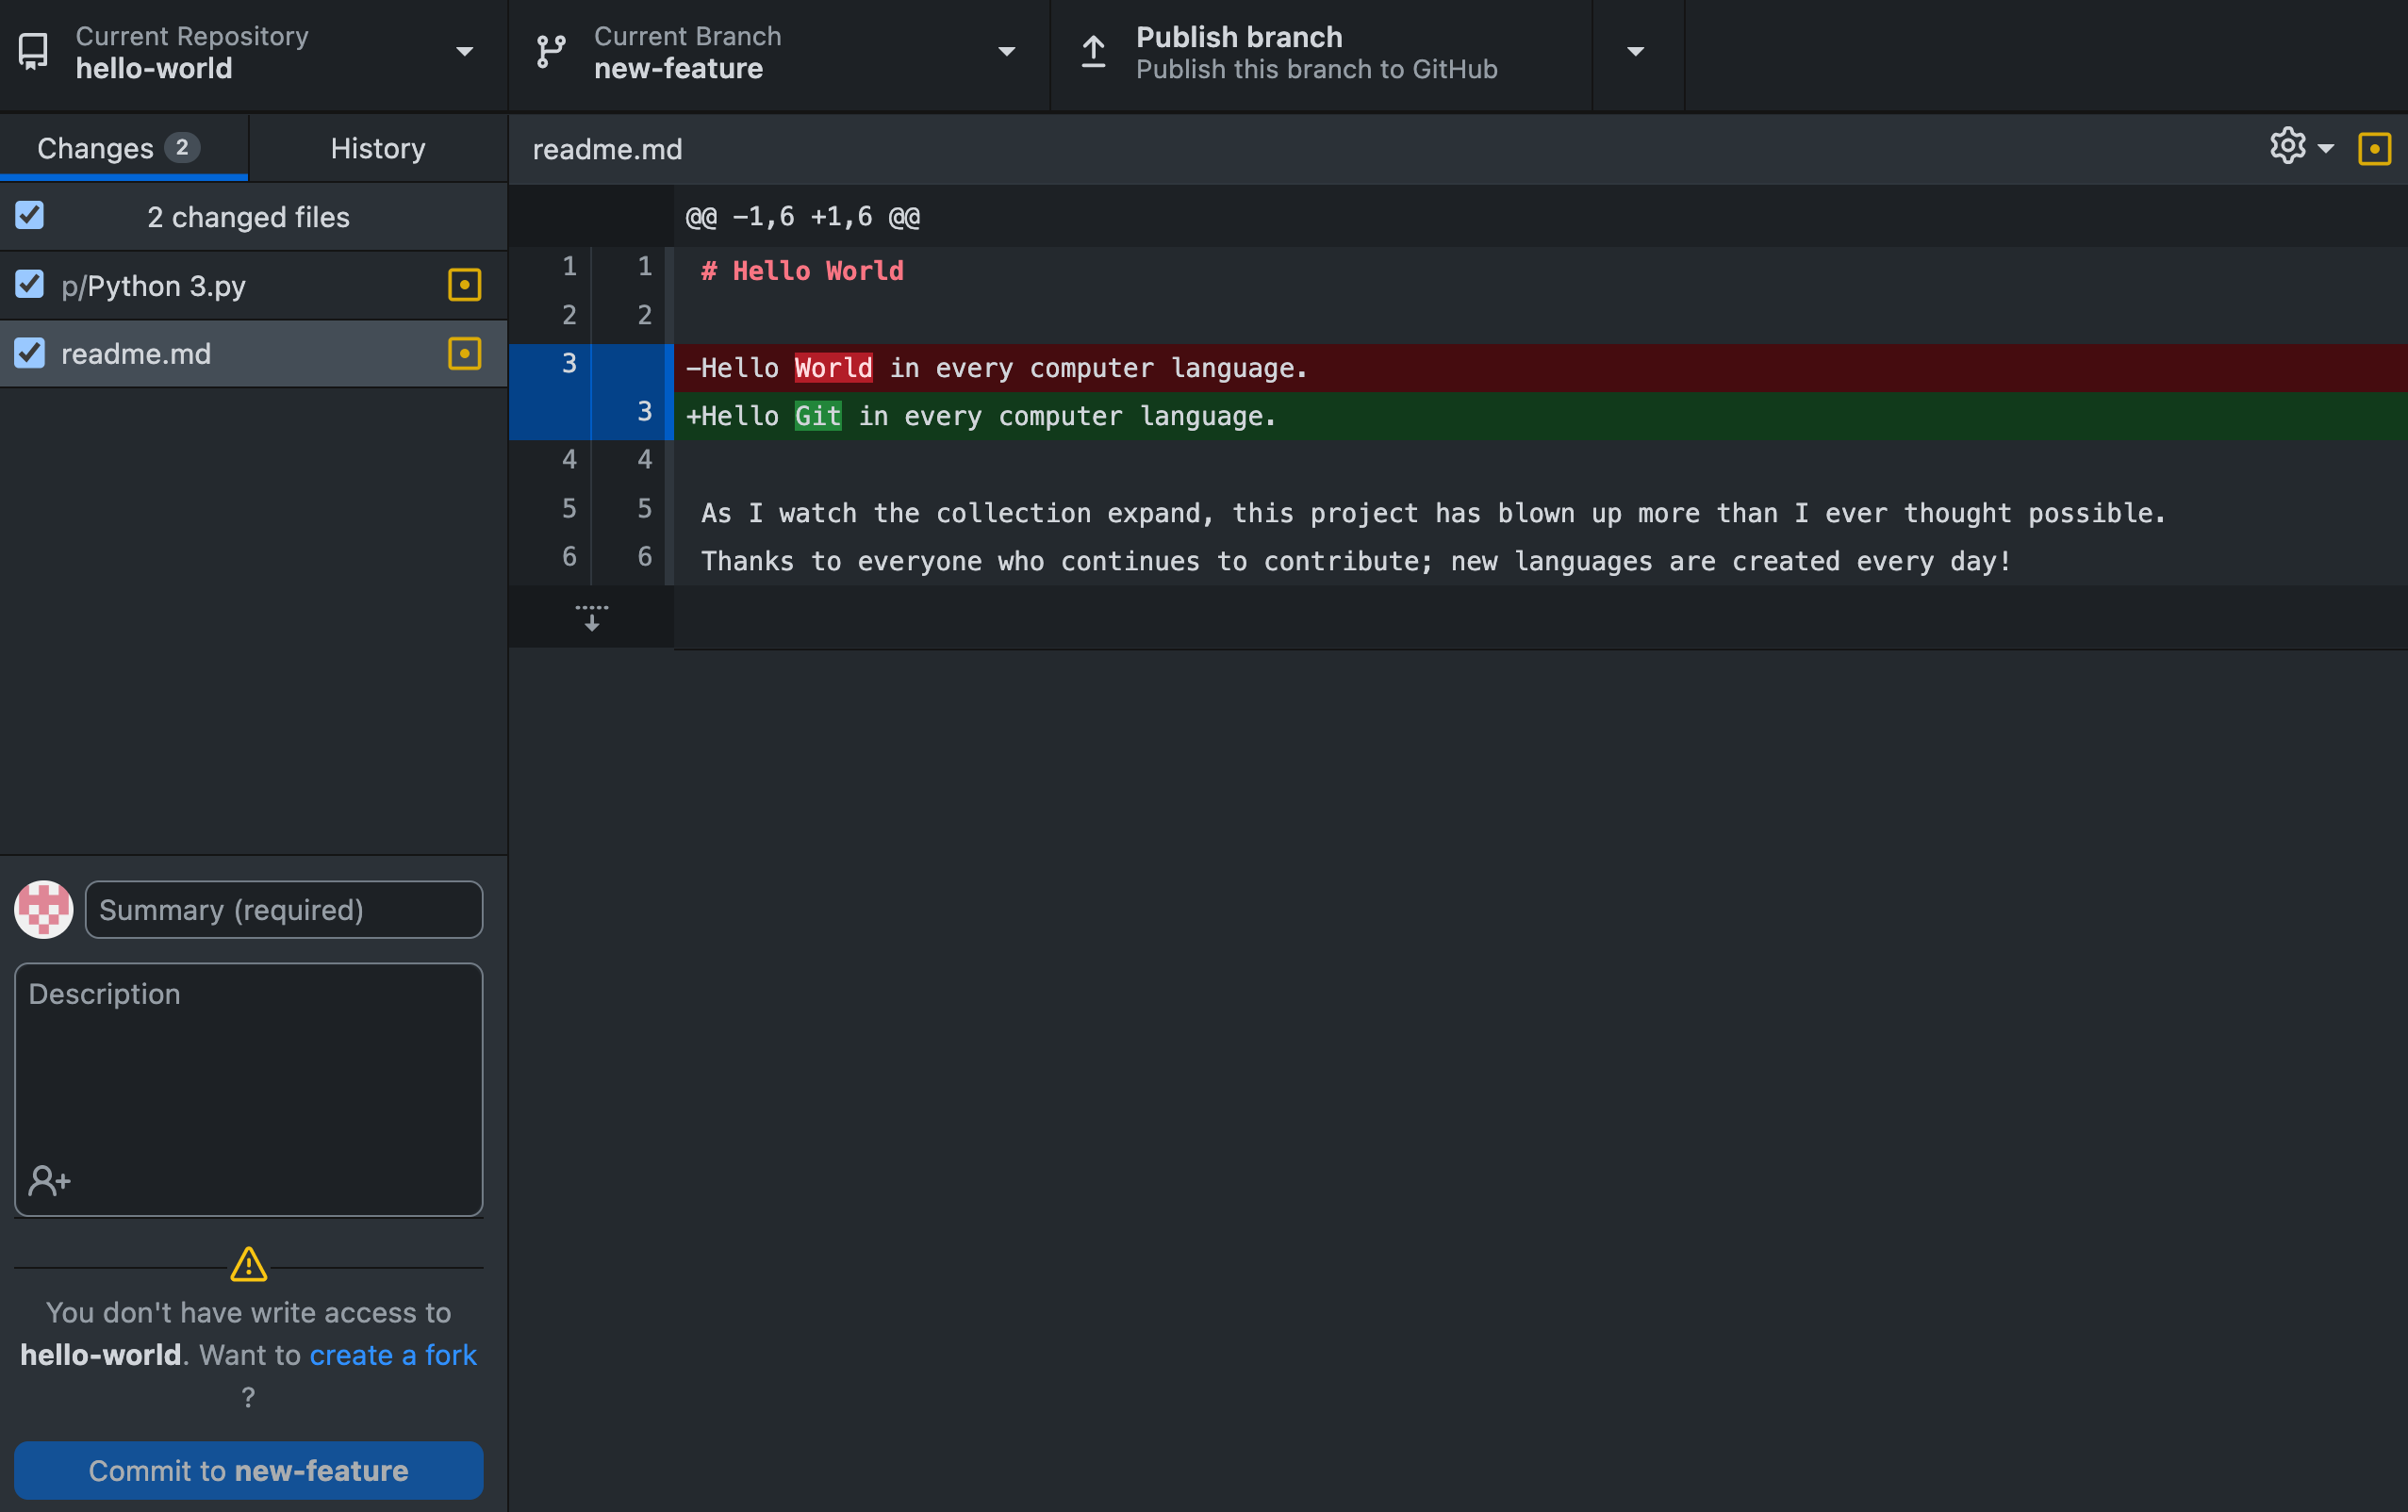 Current Repository
hello-world
Current Branch
new-feature
Publish branch
Publish this branch to GitHub
Changes 2
History
2 changed files
p/Python 3.py
readme.md
readme.md
@@ -1,6 +1,6 @@
1 1 # Hello World
2 2
3 -Hello World in every computer language.
3 +Hello Git in every computer language.
4 4
5 5 As I watch the collection expand, this project has blown up more than I ever thought possible.
6 6 Thanks to everyone who continues to contribute; new languages are created every day!
Summary (required)
Description
You don't have write access to
hello-world. Want to create a fork
?
Commit to new-feature